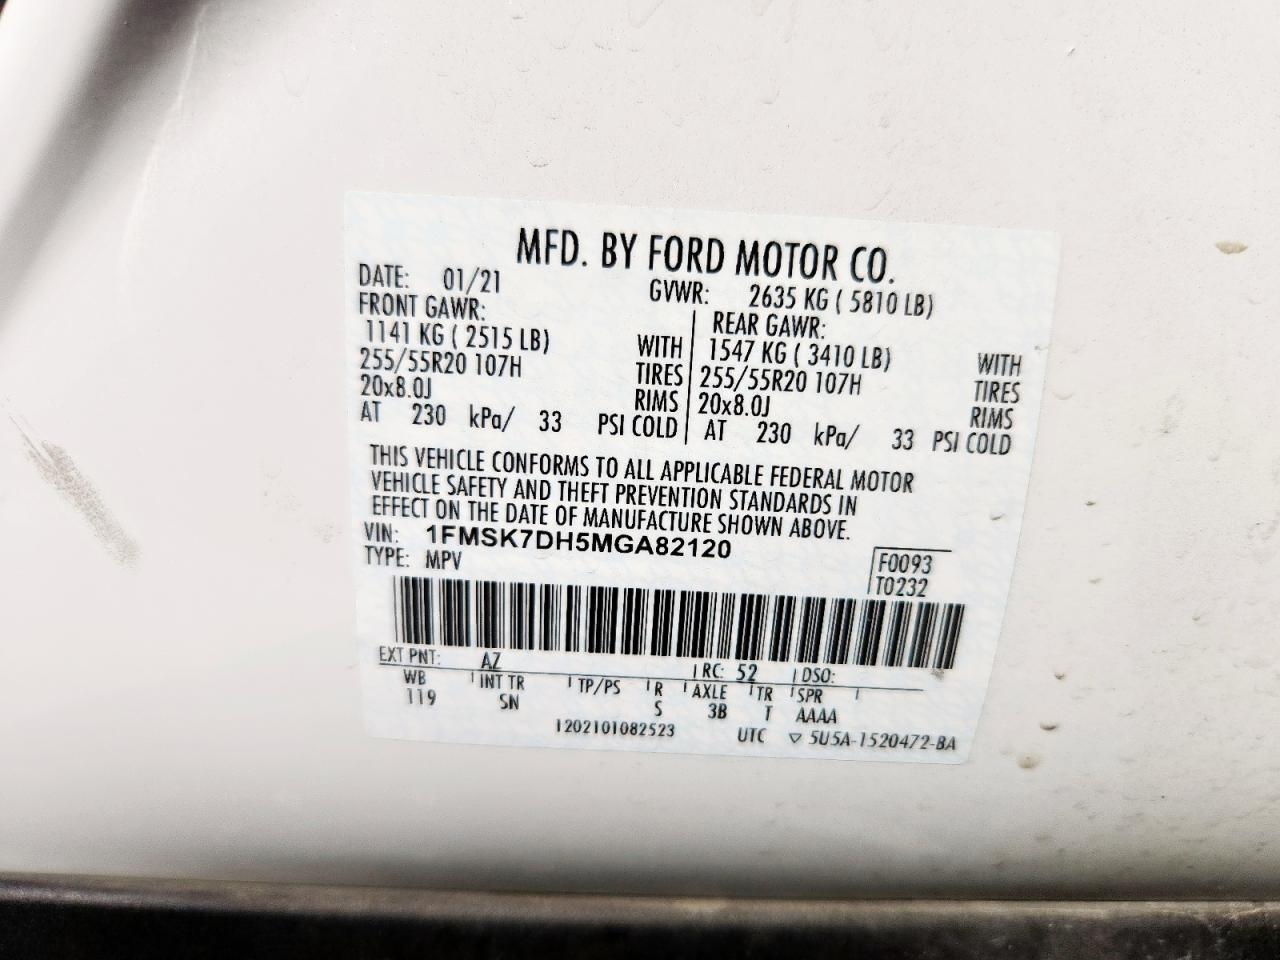 MFD. BY FORD MOTOR CO.
DATE: 01/21
GVWR: 2635 KG ( 5810 LB)
FRONT GAWR:
1141 KG ( 2515 LB) WITH
255/55R20 107H TIRES
20x8.0J RIMS
AT 230 kPa/ 33 PSI COLD
REAR GAWR:
1547 KG ( 3410 LB) WITH
255/55R20 107H TIRES
20x8.0J RIMS
AT 230 kPa/ 33 PSI COLD
THIS VEHICLE CONFORMS TO ALL APPLICABLE FEDERAL MOTOR
VEHICLE SAFETY AND THEFT PREVENTION STANDARDS IN
EFFECT ON THE DATE OF MANUFACTURE SHOWN ABOVE.
VIN: 1FMSK7DH5MGA82120
TYPE: MPV
F0093
T0232
EXT PNT: AZ RC: 52 DSO:
WB INT TR TP/PS R AXLE TR SPR
119 SN S 3B T AAAA
1202101082523 UTC ▽ 5U5A-1520472-BA